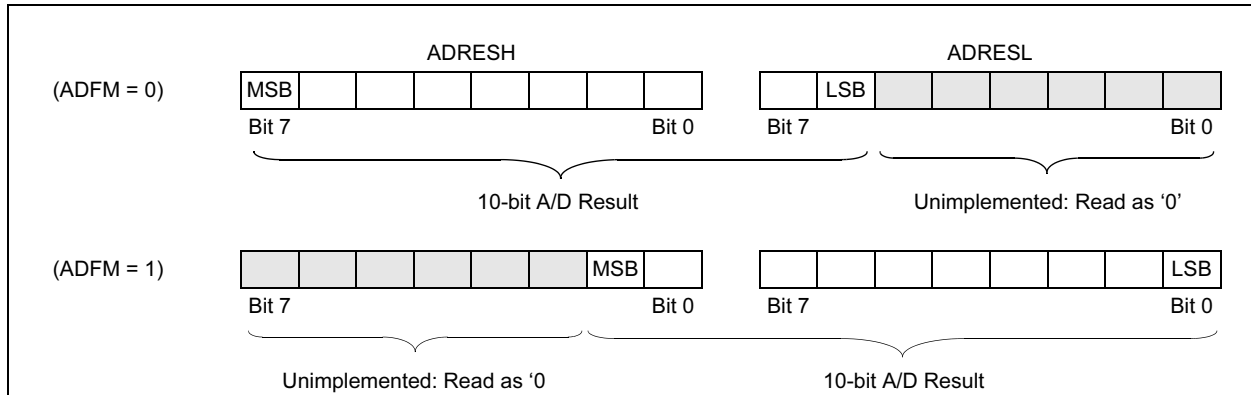 ADRESH ADRESL
(ADFM = 0) MSB LSB
Bit 7 Bit 0 Bit 7 Bit 0
10-bit A/D Result Unimplemented: Read as ‘0’
(ADFM = 1) MSB LSB
Bit 7 Bit 0 Bit 7 Bit 0
Unimplemented: Read as ‘0 10-bit A/D Result